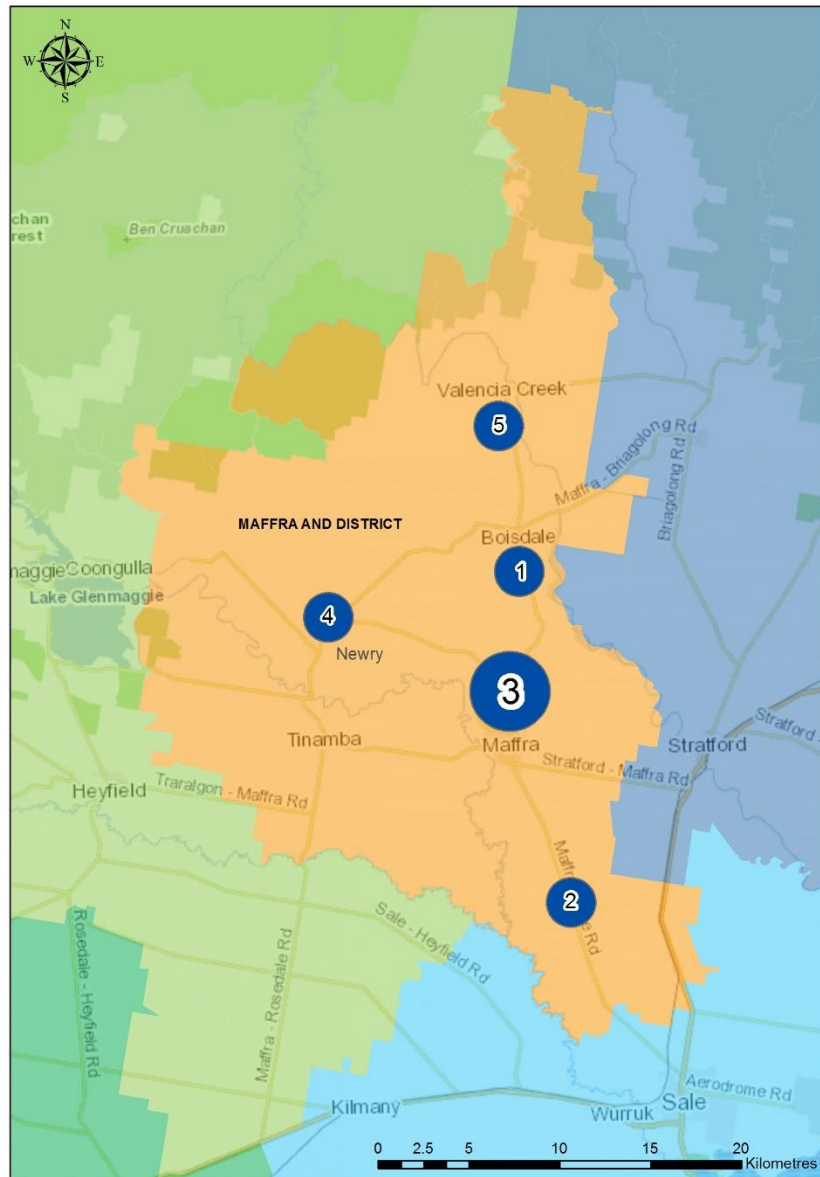 N
W E
S
chan
rest
Ben Cruachan
Valencia Creek
5
Maffra - Briagolong Rd
Briagolong Rd
MAFFRA AND DISTRICT
Boisdale
1
maggie Coongulla
Lake Glenmaggie
4
Newry
3
Tinamba
Maffra
Stratford
Stratford -
Stratford - Maffra Rd
Heyfield
Traralgon - Maffra Rd
Maffra
2
e Rd
Sale - Heyfield Rd
Rosedale - Heyfield Rd
Maffra - Rosedale Rd
Aerodrome Rd
Kilmany
Wurruk
Sale
0 2.5 5 10 15 20
Kilometres